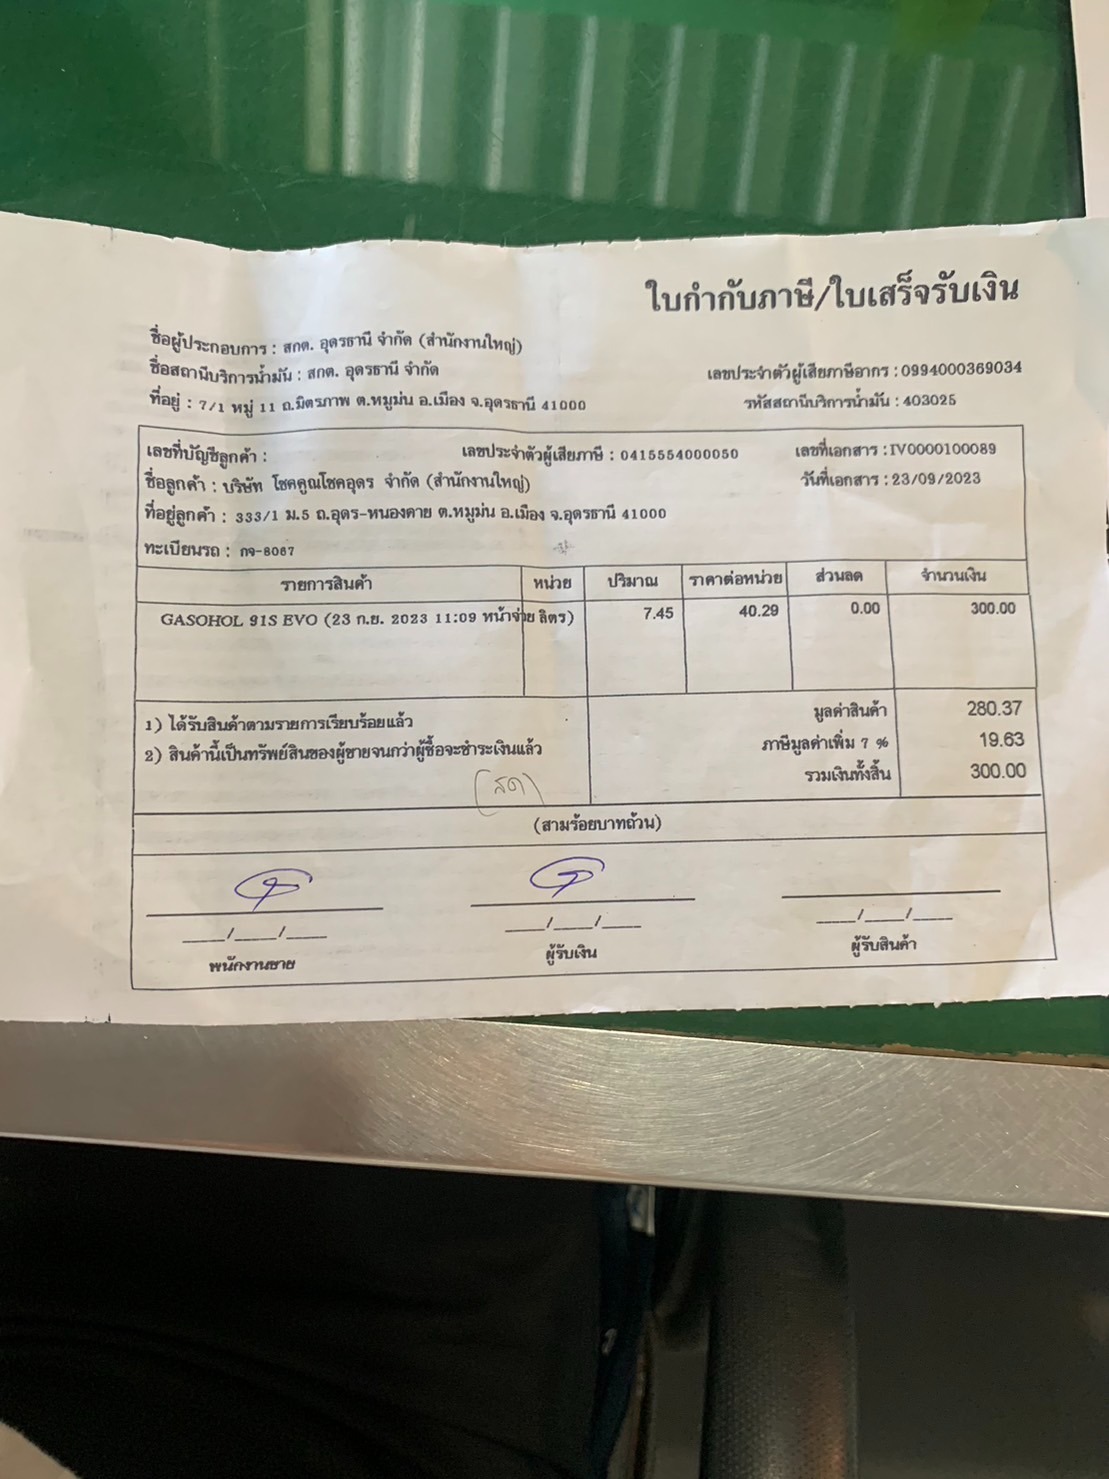 ใบกำกับภาษี/ใบเสร็จรับเงิน
ชื่อผู้ประกอบการ : สกต. อุดรธานี จำกัด (สำนักงานใหญ่)
ชื่อสถานีบริการน้ำมัน : สกต. อุดรธานี จำกัด
เลขประจำตัวผู้เสียภาษีอากร : 0994000369034
ที่อยู่ : 7/1 หมู่ 11 ถ.มิตรภาพ ต.หมูม่น อ.เมือง จ.อุดรธานี 41000
รหัสสถานีบริการน้ำมัน : 403025
เลขที่บัญชีลูกค้า : เลขประจำตัวผู้เสียภาษี : 0415554000050 เลขที่เอกสาร : IV0000100089
ชื่อลูกค้า : บริษัท โชคคูณโชคอุดร จำกัด (สำนักงานใหญ่) วันที่เอกสาร : 23/09/2023
ที่อยู่ลูกค้า : 333/1 ม.5 ถ.อุดร-หนองคาย ต.หมูม่น อ.เมือง จ.อุดรธานี 41000
ทะเบียนรถ : กจ-8067
รายการสินค้า หน่วย ปริมาณ ราคาต่อหน่วย ส่วนลด จำนวนเงิน
GASOHOL 91S EVO (23 ก.ย. 2023 11:09 หน้าจ่าย ลิตร) 7.45 40.29 0.00 300.00
1) ได้รับสินค้าตามรายการเรียบร้อยแล้ว
2) สินค้านี้เป็นทรัพย์สินของผู้ขายจนกว่าผู้ซื้อจะชำระเงินแล้ว
มูลค่าสินค้า 280.37
ภาษีมูลค่าเพิ่ม 7 % 19.63
รวมเงินทั้งสิ้น 300.00
(สด)
(สามร้อยบาทถ้วน)
___/___/___ ___/___/___ ___/___/___
พนักงานขาย ผู้รับเงิน ผู้รับสินค้า